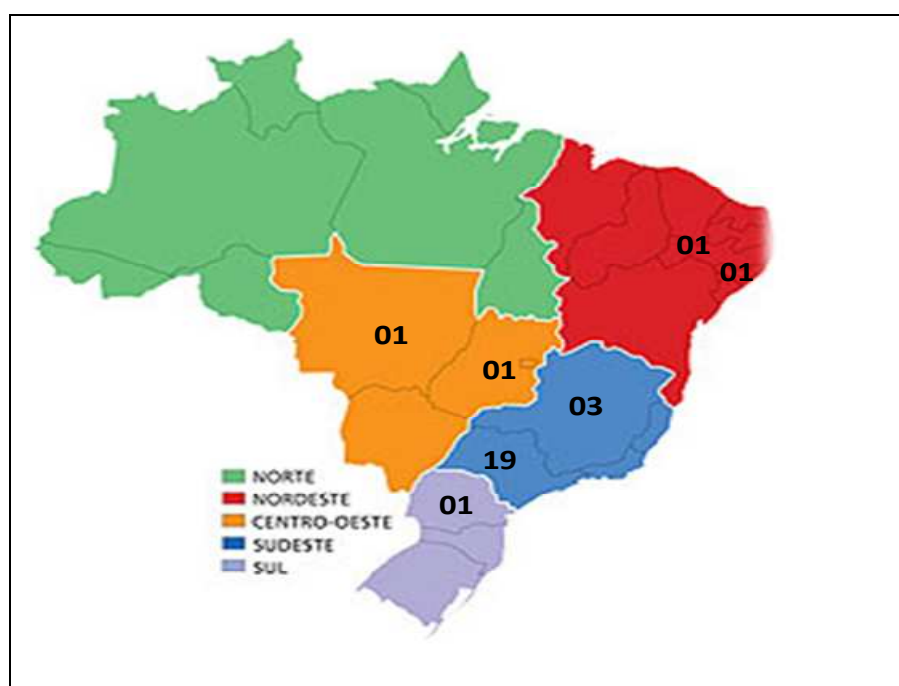 01
01
01
01
03
19
01
NORTE
NORDESTE
CENTRO-OESTE
SUDESTE
SUL